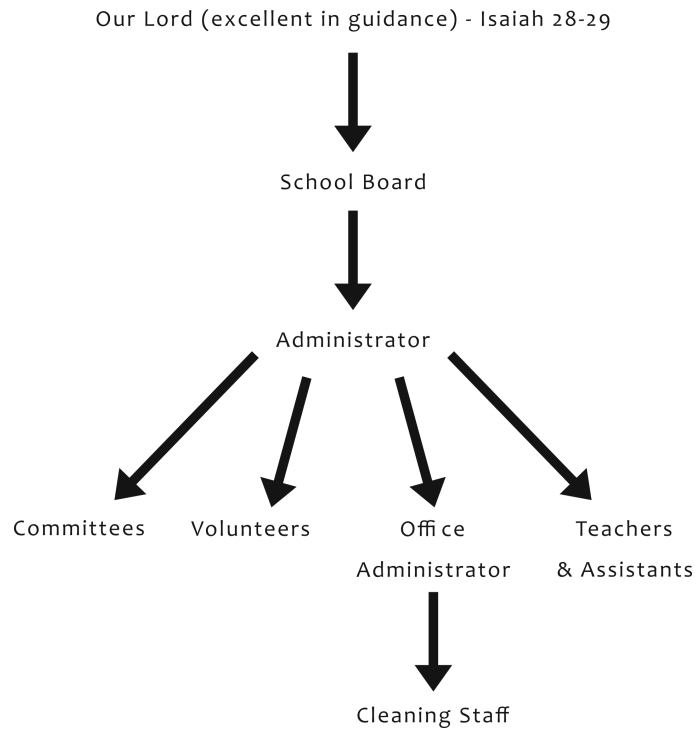 Our Lord (excellent in guidance) - Isaiah 28-29
School Board
Administrator
Committees
Volunteers
Office
Administrator
Teachers
& Assistants
Cleaning Staff